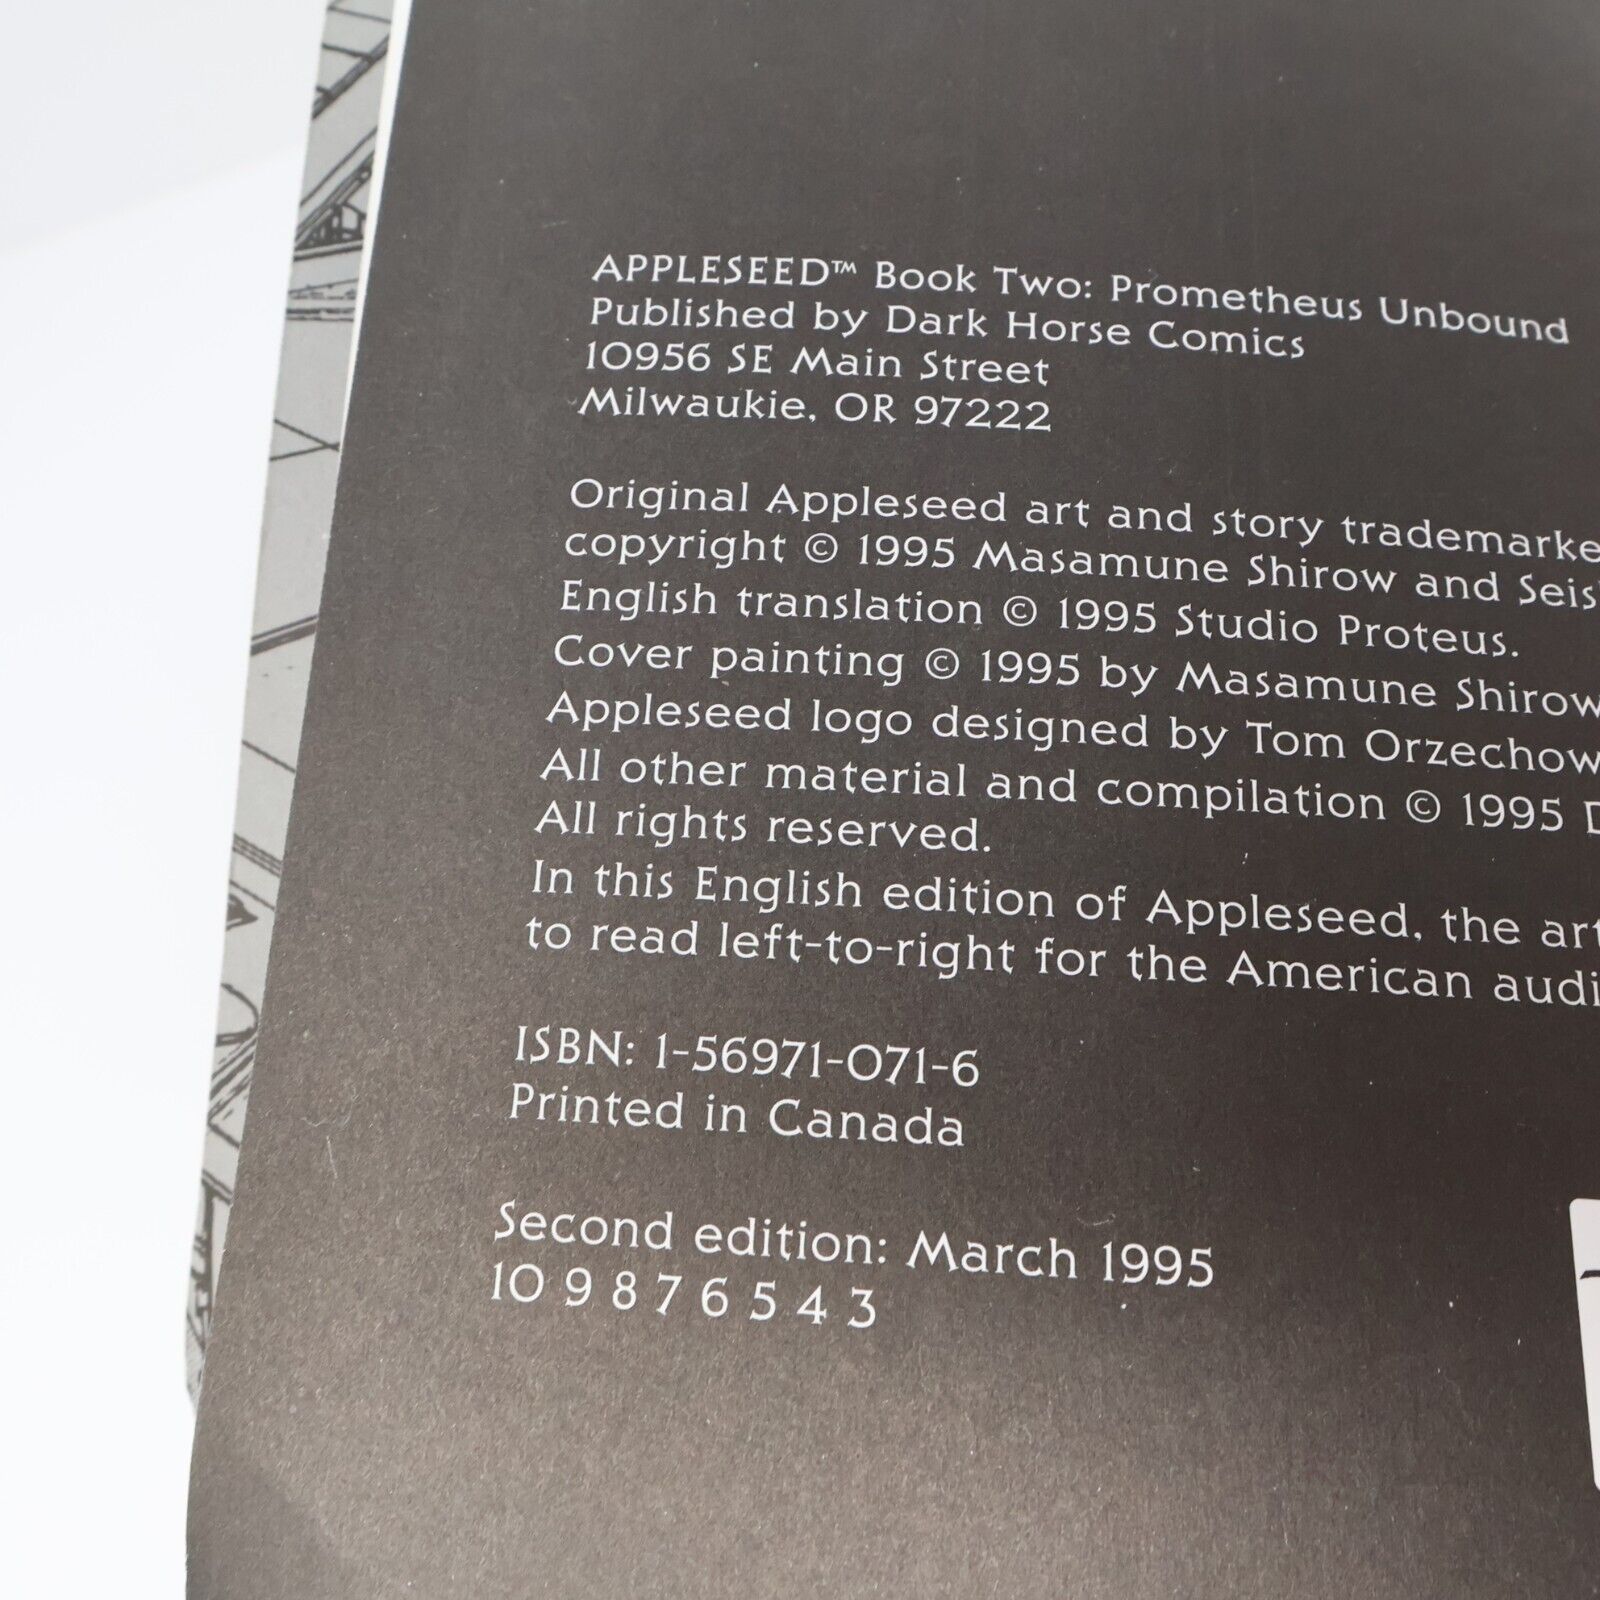 APPLESEED™ Book Two: Prometheus Unbound
Published by Dark Horse Comics
10956 SE Main Street
Milwaukie, OR 97222
Original Appleseed art and story trademarke
copyright © 1995 Masamune Shirow and Seis
English translation © 1995 Studio Proteus.
Cover painting © 1995 by Masamune Shirow
Appleseed logo designed by Tom Orzechow
All other material and compilation © 1995 D
All rights reserved.
In this English edition of Appleseed, the art
to read left-to-right for the American audi
ISBN: 1-56971-071-6
Printed in Canada
Second edition: March 1995
10 9 8 7 6 5 4 3